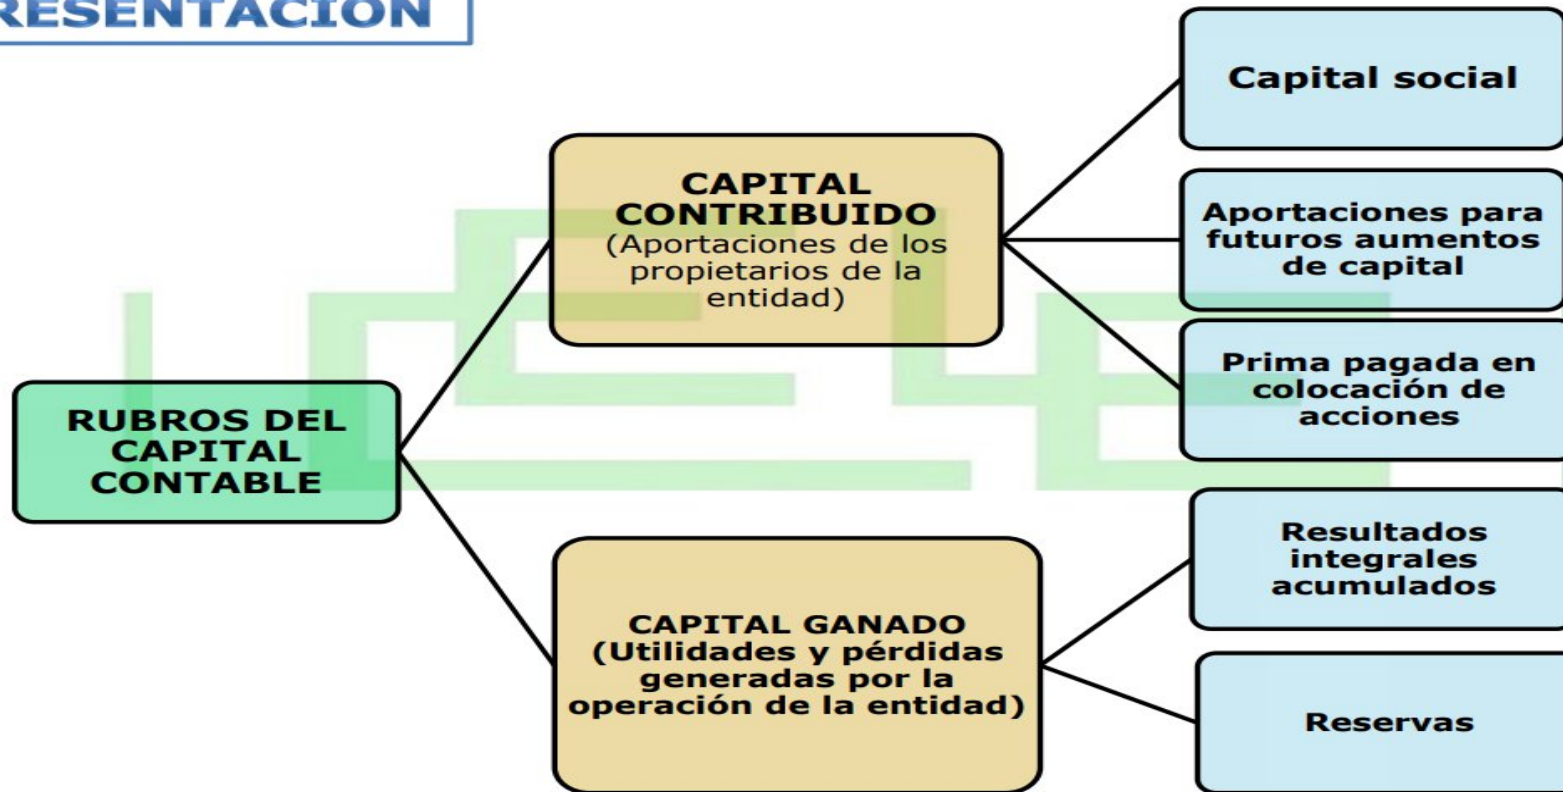 RESENTACIÓN
RUBROS DEL
CAPITAL
CONTABLE
CAPITAL
CONTRIBUIDO
(Aportaciones de los
propietarios de la
entidad)
Capital social
Aportaciones para
futuros aumentos
de capital
Prima pagada en
colocación de
acciones
CAPITAL GANADO
(Utilidades y pérdidas
generadas por la
operación de la entidad)
Resultados
integrales
acumulados
Reservas